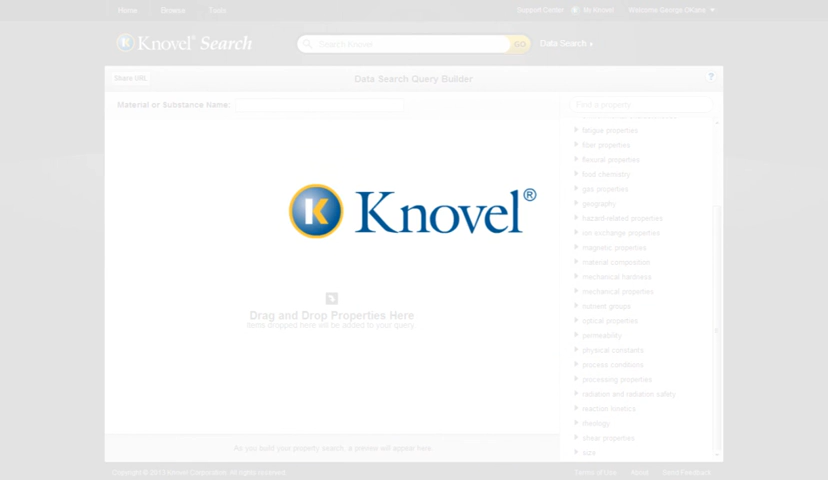 Home Browse Tools
Support Center My Knovel Welcome George OKane
K Knovel® Search
Search Knovel
GO
Data Search
Share URL
Data Search Query Builder
?
Material or Substance Name:
Find a property
K Knovel®
fatigue properties
fiber properties
flexural properties
food chemistry
gas properties
geography
hazard-related properties
ion exchange properties
magnetic properties
material composition
mechanical hardness
mechanical properties
nutrient groups
optical properties
permeability
physical constants
process conditions
processing properties
radiation and radiation safety
reaction kinetics
rheology
shear properties
size
Drag and Drop Properties Here
Items dropped here will be added to your query
As you build your property search, a preview will appear here
Copyright © 2013 Knovel Corporation. All rights reserved.
Terms of Use About Send Feedback